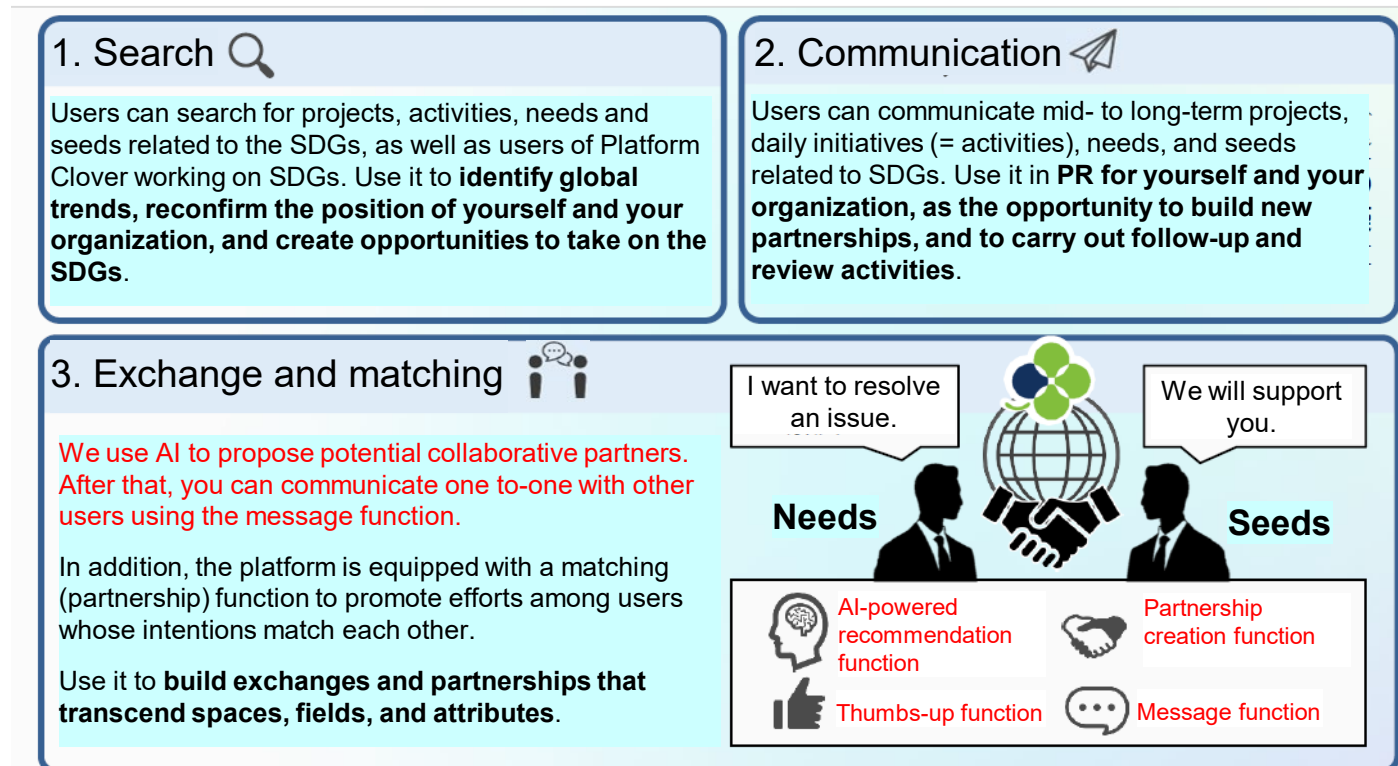 1. Search
Users can search for projects, activities, needs and
seeds related to the SDGs, as well as users of Platform
Clover working on SDGs. Use it to identify global
trends, reconfirm the position of yourself and your
organization, and create opportunities to take on the
SDGs.
2. Communication
Users can communicate mid- to long-term projects,
daily initiatives (= activities), needs, and seeds
related to SDGs. Use it in PR for yourself and your
organization, as the opportunity to build new
partnerships, and to carry out follow-up and
review activities.
3. Exchange and matching
We use AI to propose potential collaborative partners.
After that, you can communicate one to-one with other
users using the message function.
In addition, the platform is equipped with a matching
(partnership) function to promote efforts among users
whose intentions match each other.
Use it to build exchanges and partnerships that
transcend spaces, fields, and attributes.
I want to resolve
an issue.
We will support
you.
Needs
Seeds
AI-powered
recommendation
function
Partnership
creation function
Thumbs-up function
Message function